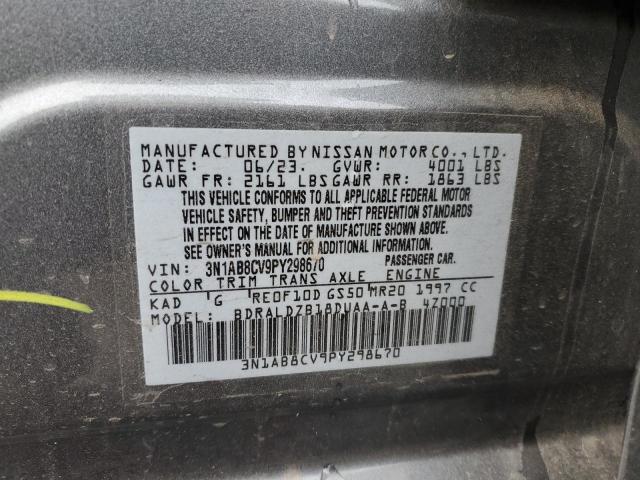 MANUFACTURED BY NISSAN MOTOR CO., LTD.
DATE: 06/23. GVWR: 4001 LBS
GAWR FR: 2161 LBS GAWR RR: 1863 LBS
THIS VEHICLE CONFORMS TO ALL APPLICABLE FEDERAL MOTOR
VEHICLE SAFETY, BUMPER AND THEFT PREVENTION STANDARDS
IN EFFECT ON THE DATE OF MANUFACTURE SHOWN ABOVE.
SEE OWNER'S MANUAL FOR ADDITIONAL INFORMATION.
VIN: 3N1AB8CV9PY298670 PASSENGER CAR.
COLOR TRIM TRANS AXLE ENGINE
KAD G RE0F10D GS50 MR20 1997 CC
MODEL: BDRALDZB18DUAA-A-B 47000
3N1AB8CV9PY298670